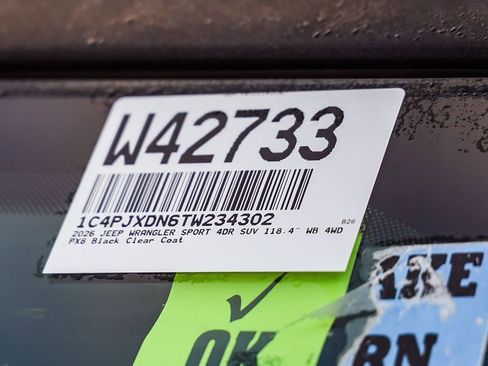 W42733
1C4PJXDN6TW234302 B26
2026 JEEP WRANGLER SPORT 4DR SUV 118.4" WB 4WD
PX8 Black Clear Coat
OK